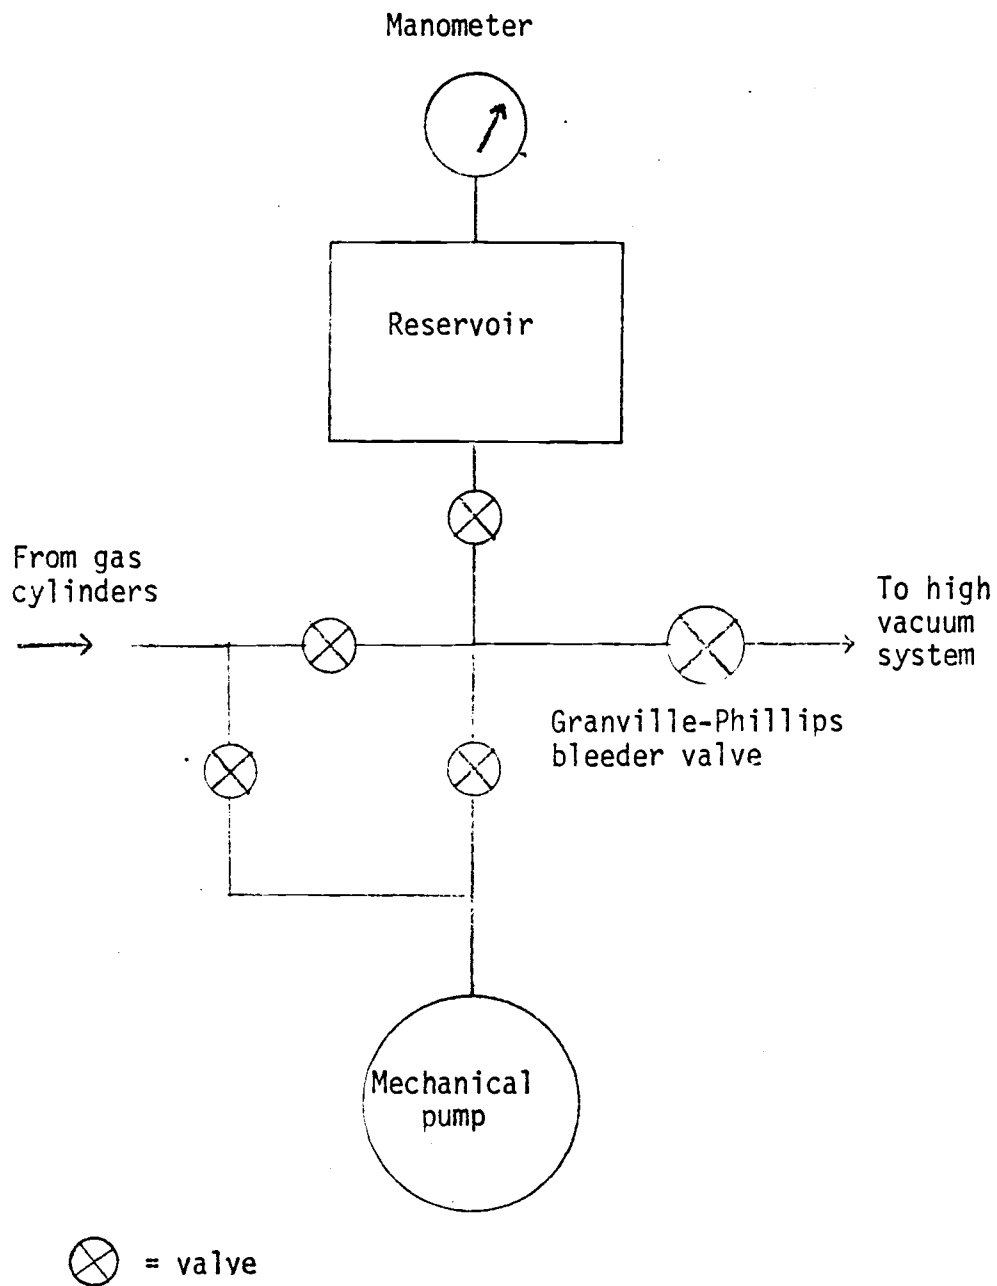 Manometer
Reservoir
From gas
cylinders
To high
vacuum
system
Granville-Phillips
bleeder valve
Mechanical
pump
= valve